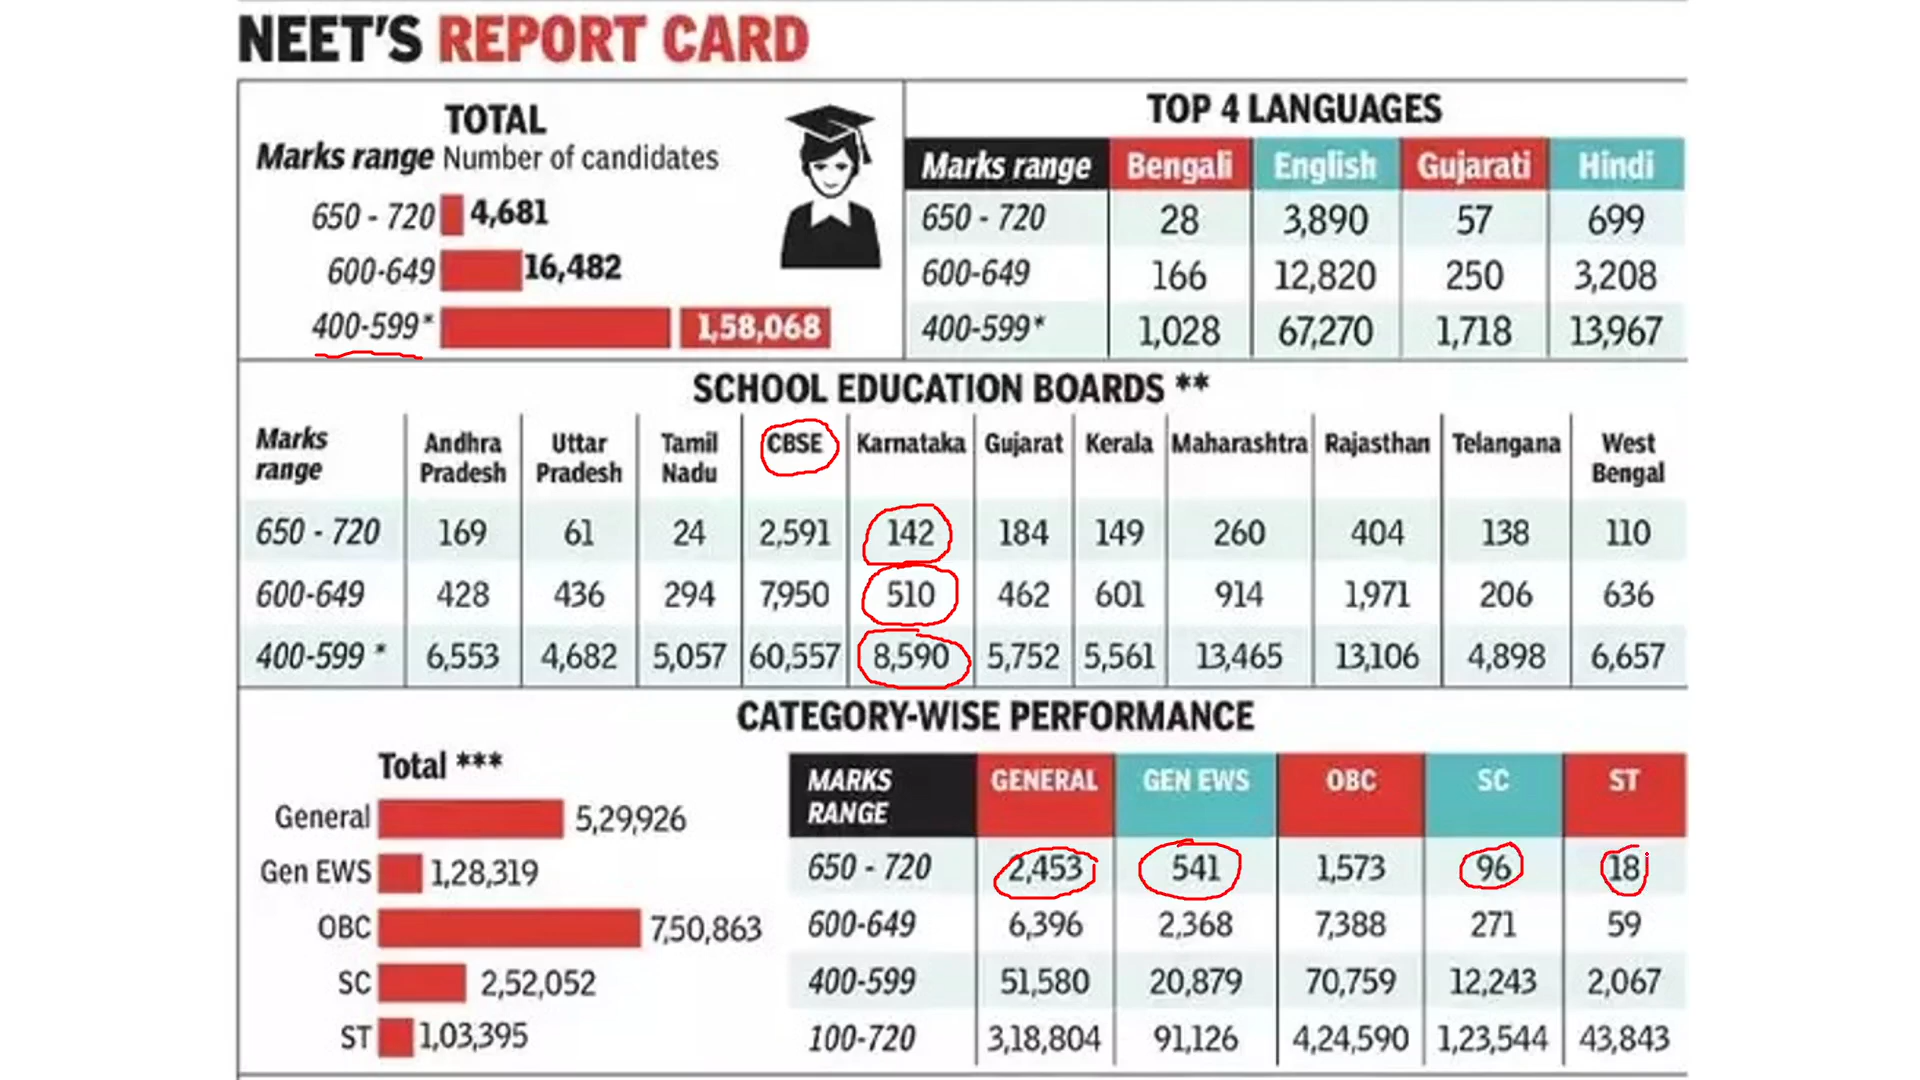 NEET'S REPORT CARD
TOTAL
Marks range Number of candidates
650 - 720 4,681
600-649 16,482
400-599* 1,58,068
TOP 4 LANGUAGES
Marks range Bengali English Gujarati Hindi
650 - 720 28 3,890 57 699
600-649 166 12,820 250 3,208
400-599* 1,028 67,270 1,718 13,967
SCHOOL EDUCATION BOARDS **
Marks range Andhra Pradesh Uttar Pradesh Tamil Nadu CBSE Karnataka Gujarat Kerala Maharashtra Rajasthan Telangana West Bengal
650 - 720 169 61 24 2,591 142 184 149 260 404 138 110
600-649 428 436 294 7,950 510 462 601 914 1,971 206 636
400-599 * 6,553 4,682 5,057 60,557 8,590 5,752 5,561 13,465 13,106 4,898 6,657
CATEGORY-WISE PERFORMANCE
Total ***
General 5,29,926
Gen EWS 1,28,319
OBC 7,50,863
SC 2,52,052
ST 1,03,395
MARKS RANGE GENERAL GEN EWS OBC SC ST
650 - 720 2,453 541 1,573 96 18
600-649 6,396 2,368 7,388 271 59
400-599 51,580 20,879 70,759 12,243 2,067
100-720 3,18,804 91,126 4,24,590 1,23,544 43,843